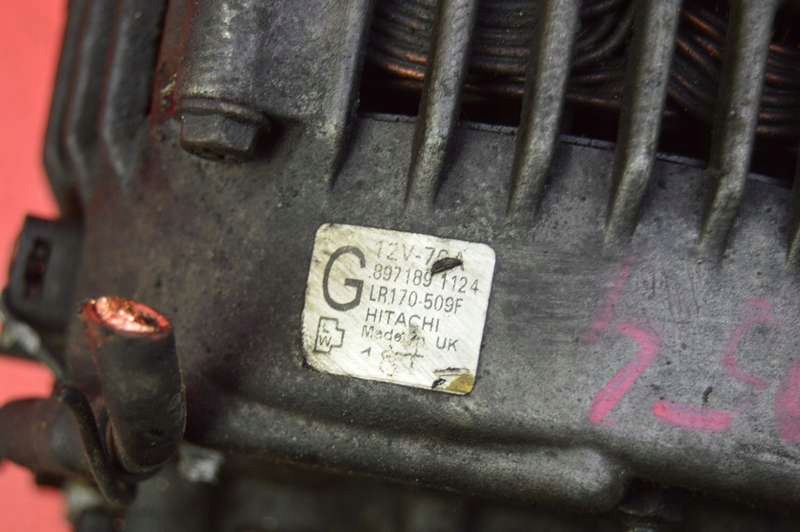 G
12V-70A
897189 1124
LR170-509F
HITACHI
Made in UK
W